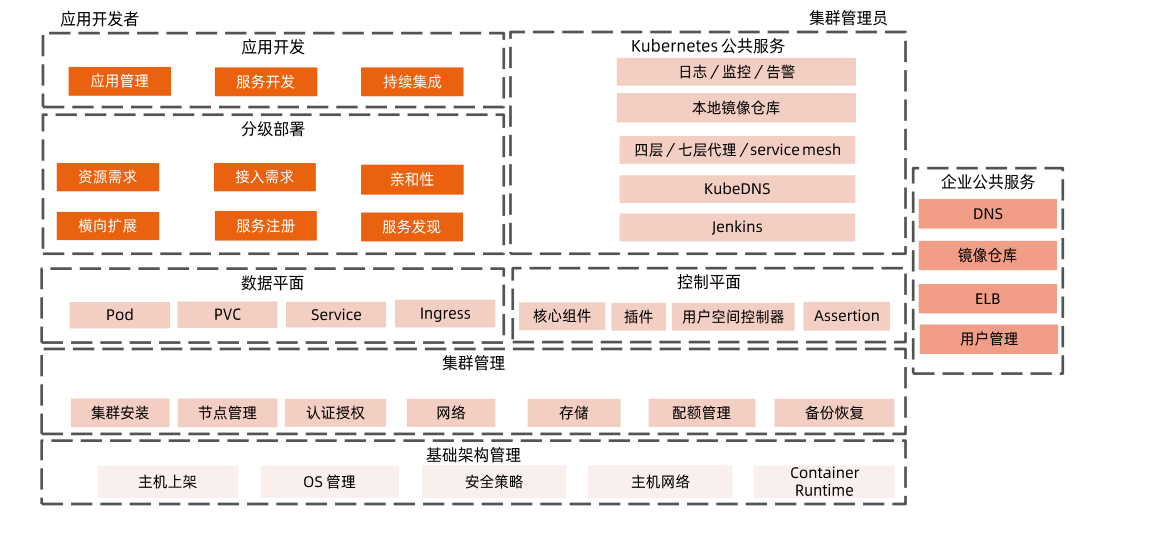 应用开发者
应用开发
应用管理
服务开发
持续集成
分级部署
资源需求
接入需求
亲和性
横向扩展
服务注册
服务发现
集群管理员
Kubernetes 公共服务
日志 / 监控 / 告警
本地镜像仓库
四层 / 七层代理 / service mesh
KubeDNS
Jenkins
企业公共服务
DNS
镜像仓库
ELB
用户管理
数据平面
Pod
PVC
Service
Ingress
控制平面
核心组件
插件
用户空间控制器
Assertion
集群管理
集群安装
节点管理
认证授权
网络
存储
配额管理
备份恢复
基础架构管理
主机上架
OS 管理
安全策略
主机网络
Container
Runtime